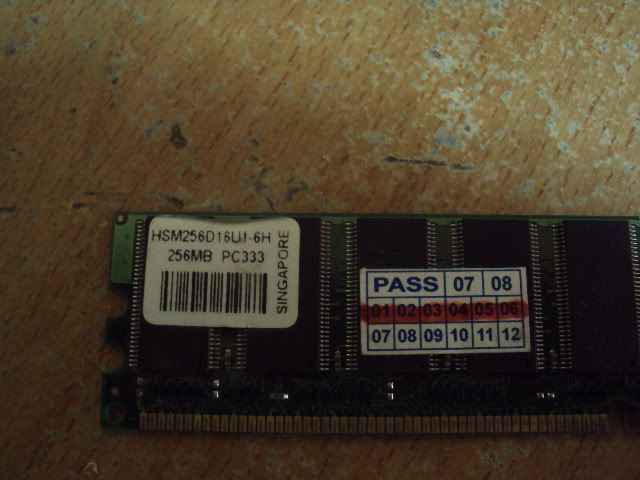 HSM256D16U1-6H
256MB PC333
SINGAPORE
PASS 07 08
01 02 03 04 05 06
07 08 09 10 11 12